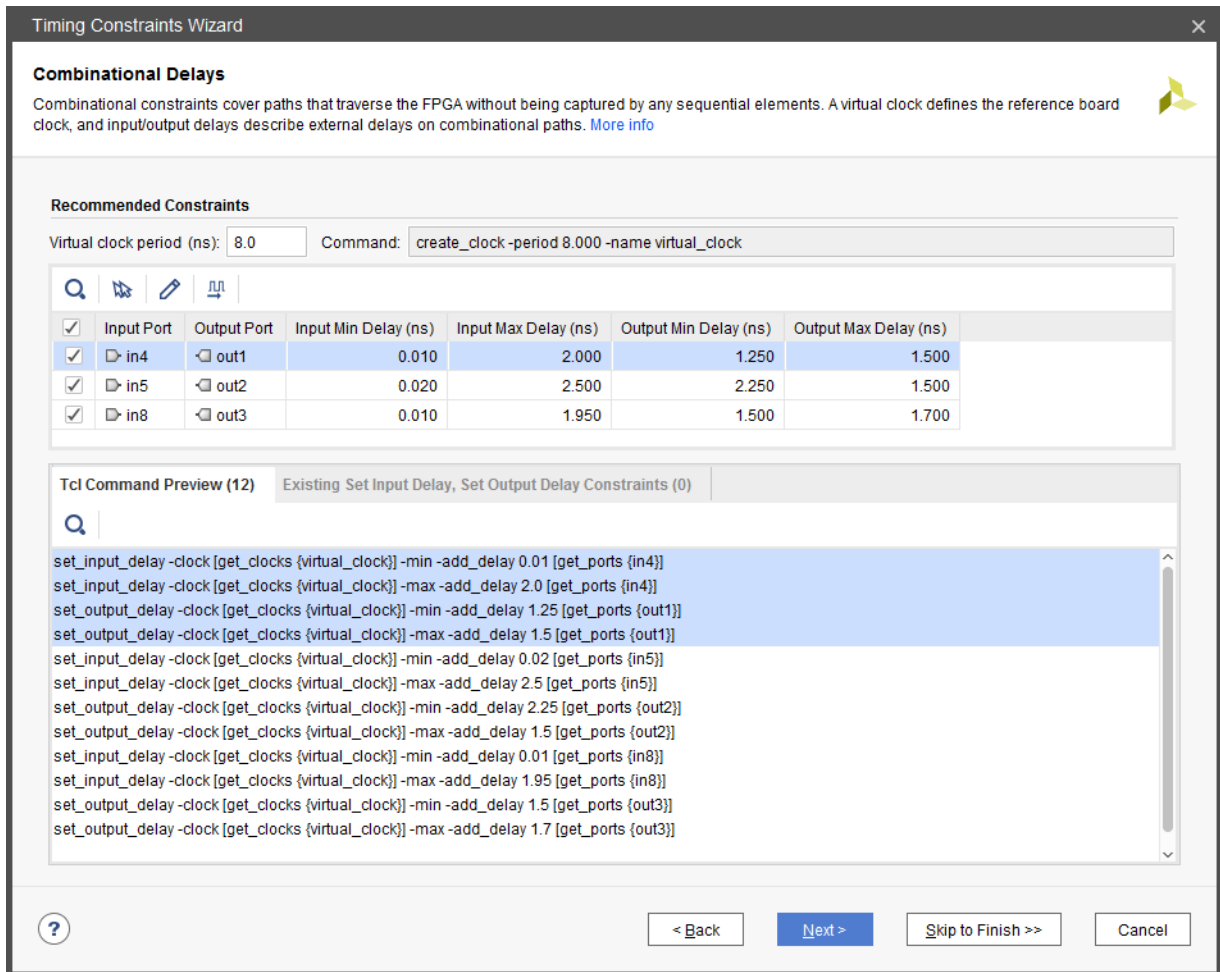 Timing Constraints Wizard
Combinational Delays
Combinational constraints cover paths that traverse the FPGA without being captured by any sequential elements. A virtual clock defines the reference board
clock, and input/output delays describe external delays on combinational paths. More info
Recommended Constraints
Virtual clock period (ns): 8.0 Command: create_clock -period 8.000 -name virtual_clock
Input Port Output Port Input Min Delay (ns) Input Max Delay (ns) Output Min Delay (ns) Output Max Delay (ns)
in4 out1 0.010 2.000 1.250 1.500
in5 out2 0.020 2.500 2.250 1.500
in8 out3 0.010 1.950 1.500 1.700
Tcl Command Preview (12) Existing Set Input Delay, Set Output Delay Constraints (0)
set_input_delay -clock [get_clocks {virtual_clock}] -min -add_delay 0.01 [get_ports {in4}]
set_input_delay -clock [get_clocks {virtual_clock}] -max -add_delay 2.0 [get_ports {in4}]
set_output_delay -clock [get_clocks {virtual_clock}] -min -add_delay 1.25 [get_ports {out1}]
set_output_delay -clock [get_clocks {virtual_clock}] -max -add_delay 1.5 [get_ports {out1}]
set_input_delay -clock [get_clocks {virtual_clock}] -min -add_delay 0.02 [get_ports {in5}]
set_input_delay -clock [get_clocks {virtual_clock}] -max -add_delay 2.5 [get_ports {in5}]
set_output_delay -clock [get_clocks {virtual_clock}] -min -add_delay 2.25 [get_ports {out2}]
set_output_delay -clock [get_clocks {virtual_clock}] -max -add_delay 1.5 [get_ports {out2}]
set_input_delay -clock [get_clocks {virtual_clock}] -min -add_delay 0.01 [get_ports {in8}]
set_input_delay -clock [get_clocks {virtual_clock}] -max -add_delay 1.95 [get_ports {in8}]
set_output_delay -clock [get_clocks {virtual_clock}] -min -add_delay 1.5 [get_ports {out3}]
set_output_delay -clock [get_clocks {virtual_clock}] -max -add_delay 1.7 [get_ports {out3}]
? < Back Next > Skip to Finish >> Cancel